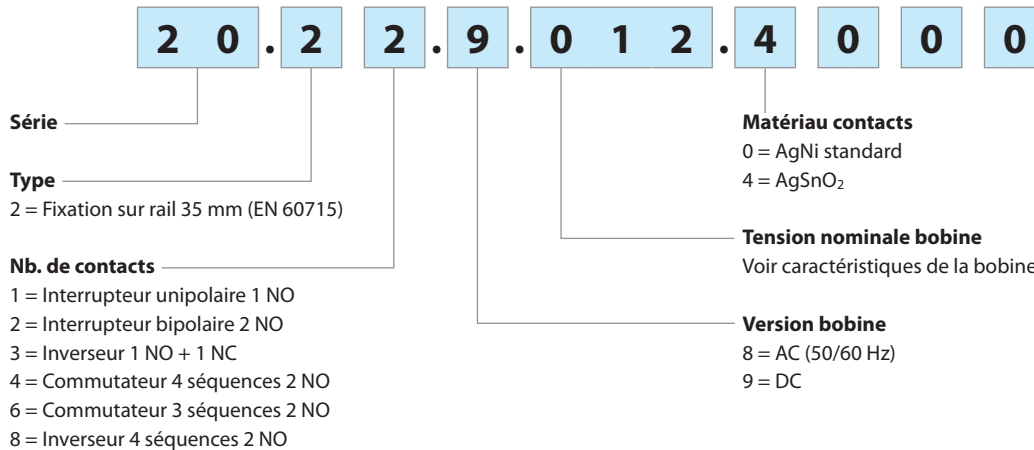 2 0 . 2 2 . 9 . 0 1 2 . 4 0 0 0
Série
Type
2 = Fixation sur rail 35 mm (EN 60715)
Nb. de contacts
1 = Interrupteur unipolaire 1 NO
2 = Interrupteur bipolaire 2 NO
3 = Inverseur 1 NO + 1 NC
4 = Commutateur 4 séquences 2 NO
6 = Commutateur 3 séquences 2 NO
8 = Inverseur 4 séquences 2 NO
Matériau contacts
0 = AgNi standard
4 = AgSnO₂
Tension nominale bobine
Voir caractéristiques de la bobine
Version bobine
8 = AC (50/60 Hz)
9 = DC